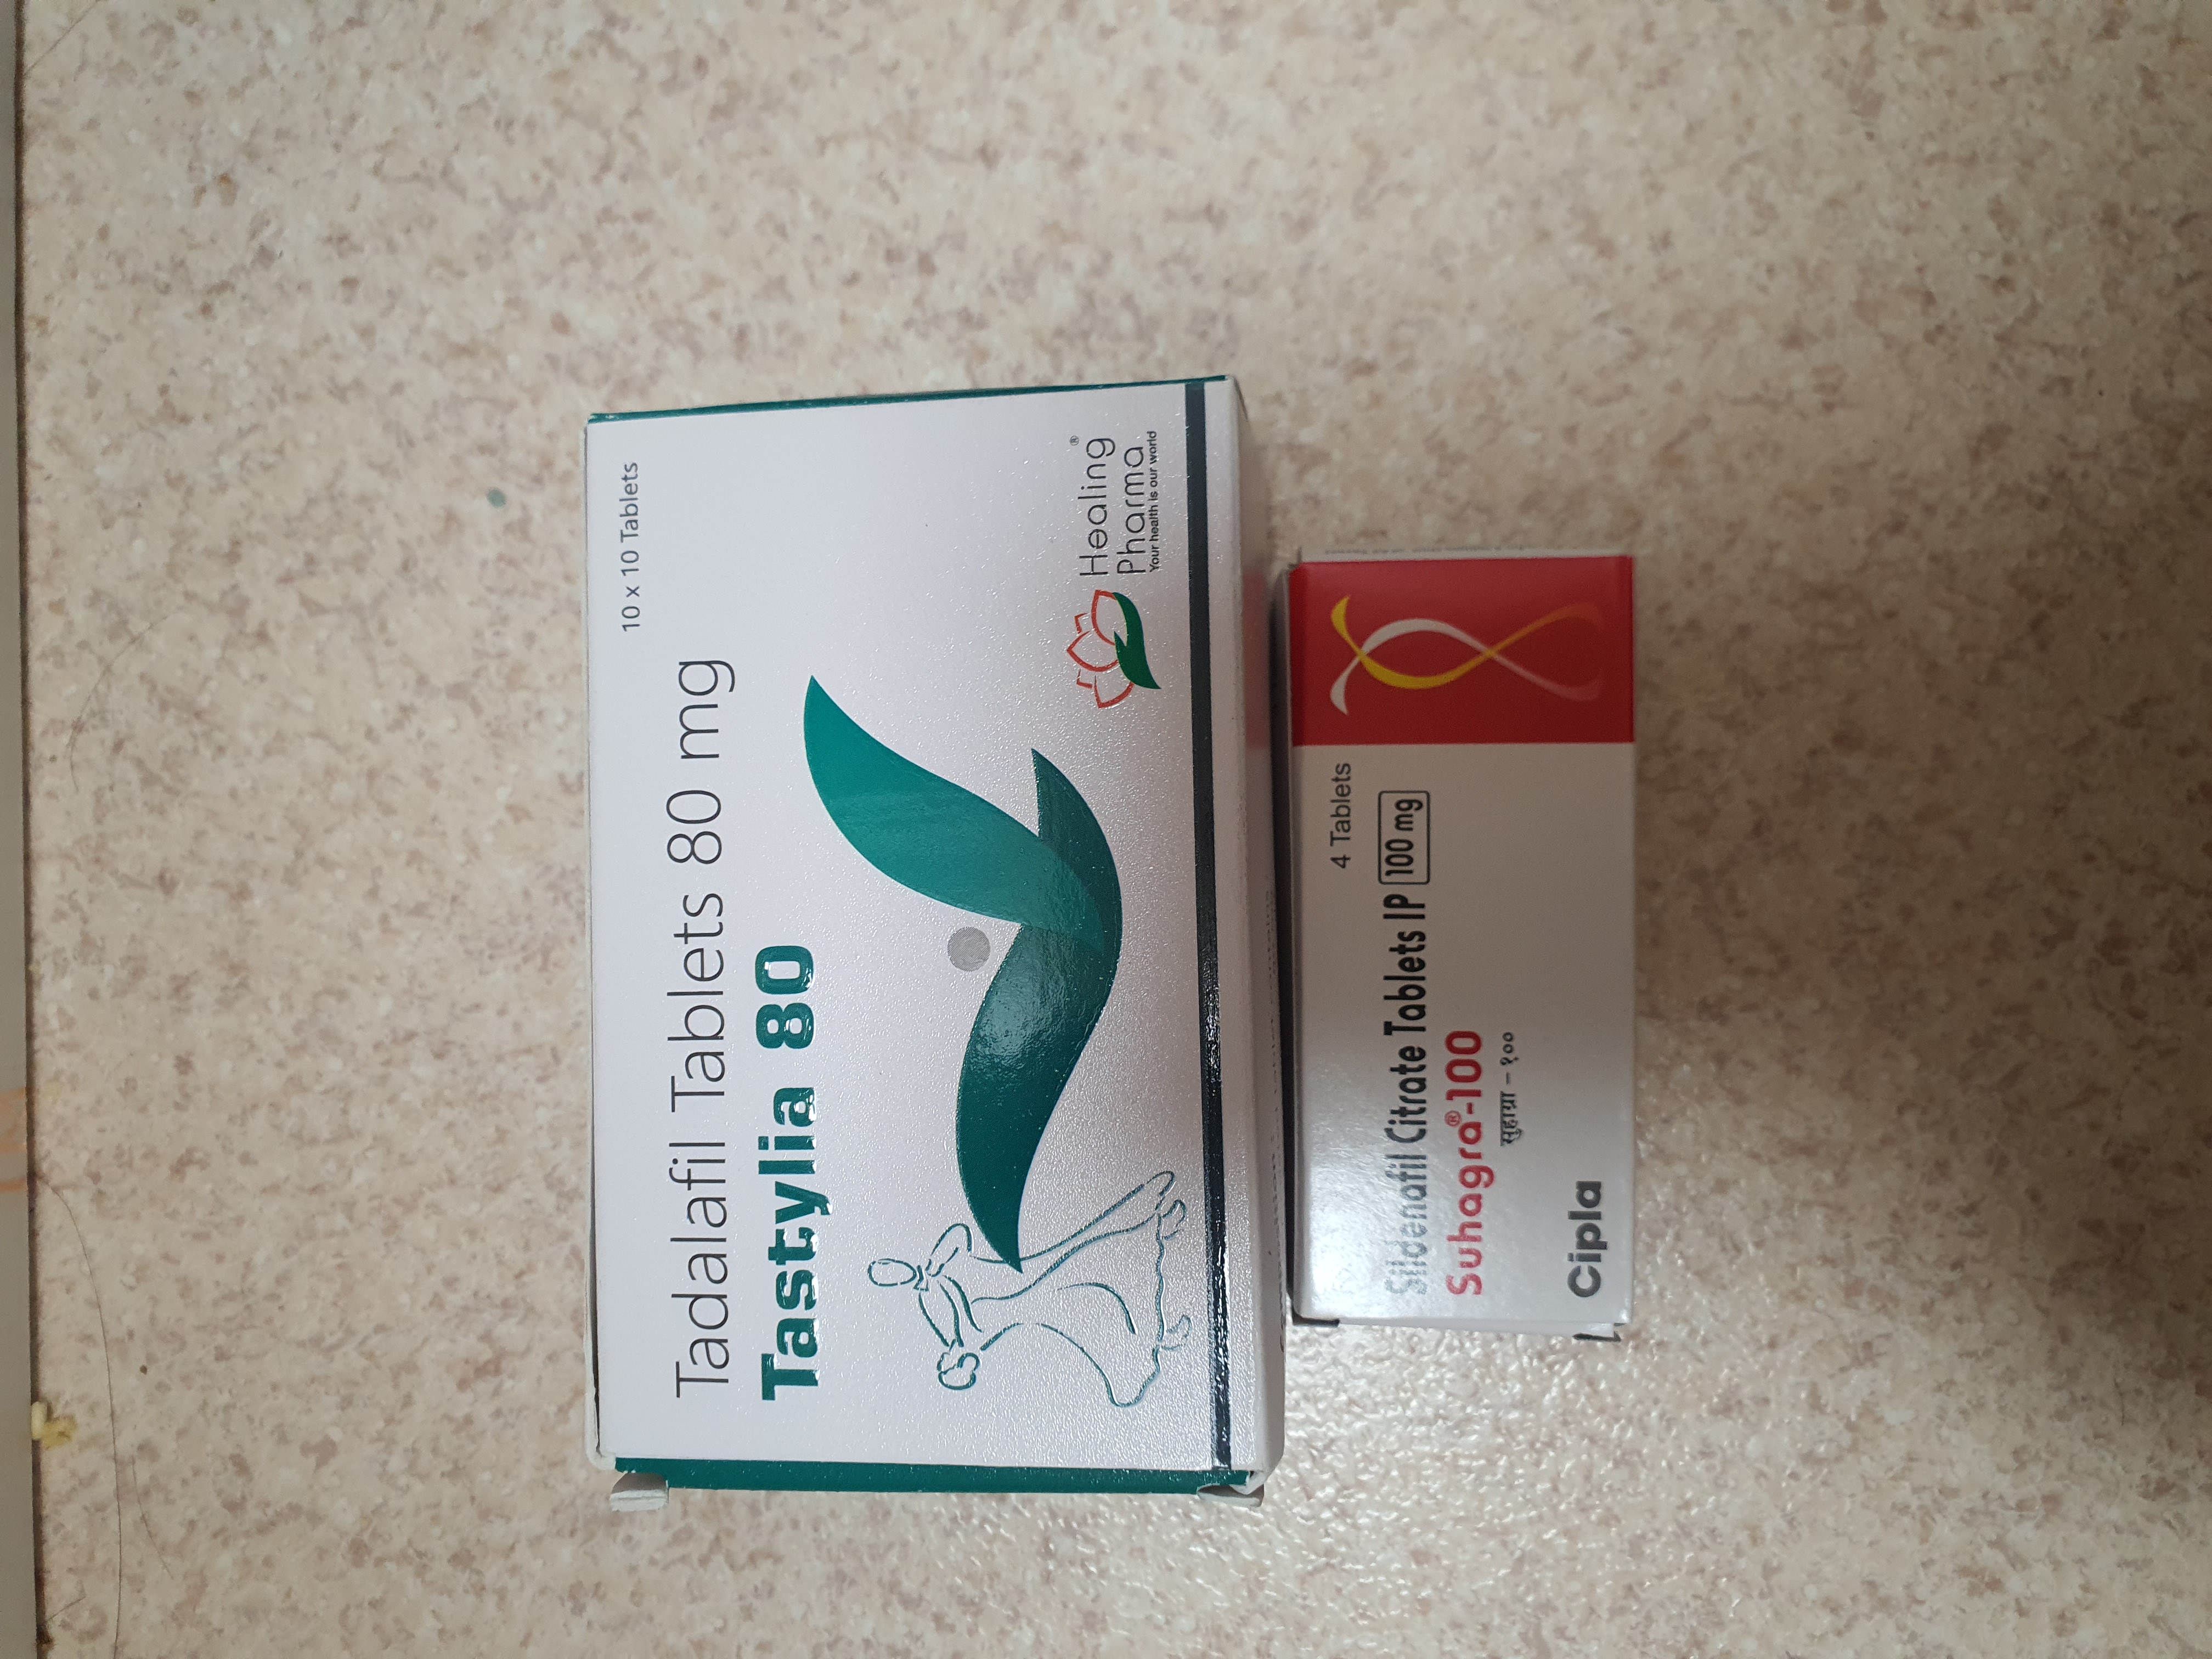 10 x 10 Tablets
Tadalafil Tablets 80 mg
Tastylia 80
Healing®
Pharma
Your health is our world
4 Tablets
Sildenafil Citrate Tablets IP 100 mg
Suhagra®-100
सुहाग्रा – १००
Cipla